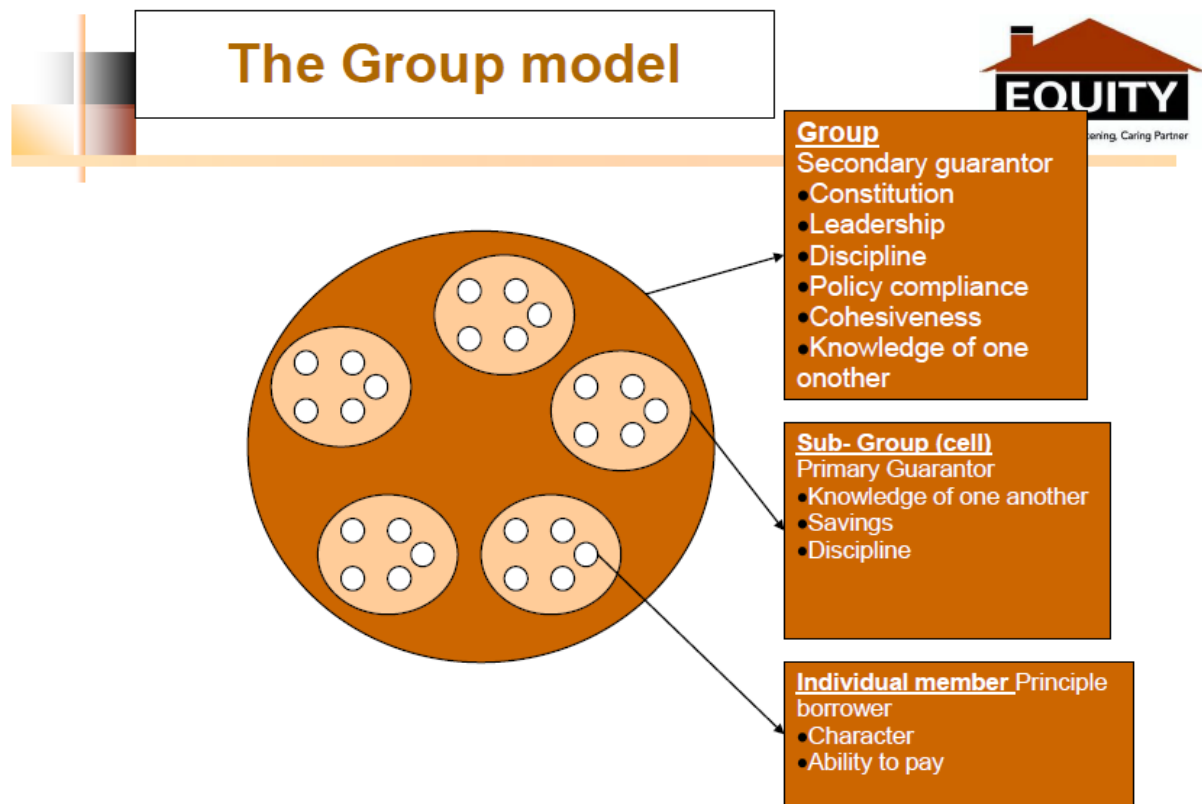 The Group model
EQUITY
tening, Caring Partner
Group
Secondary guarantor
●Constitution
●Leadership
●Discipline
●Policy compliance
●Cohesiveness
●Knowledge of one
onother
Sub- Group (cell)
Primary Guarantor
●Knowledge of one another
●Savings
●Discipline
Individual member Principle
borrower
●Character
●Ability to pay